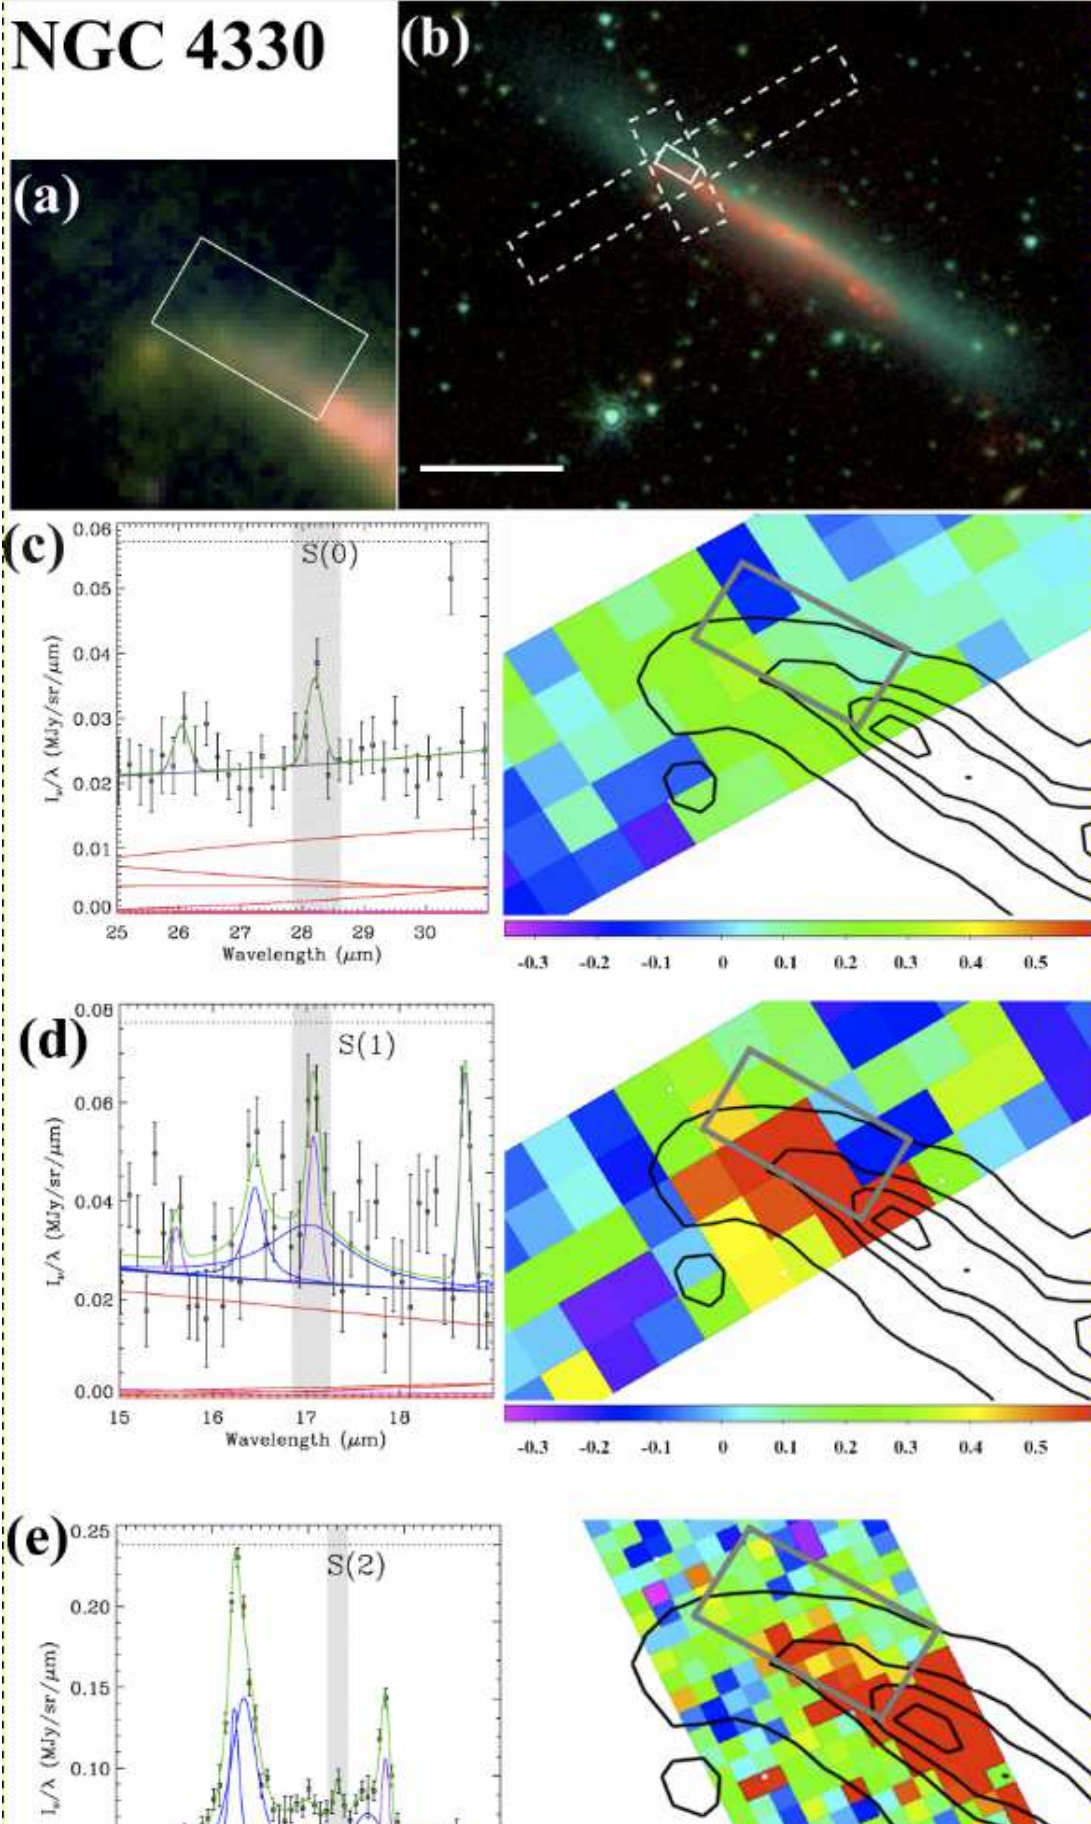 NGC 4330
(a)
(b)
(c)
S(0)
0.06
0.05
0.04
0.03
0.02
0.01
0.00
I_ν/λ (MJy/sr/μm)
25 26 27 28 29 30
Wavelength (μm)
-0.3 -0.2 -0.1 0 0.1 0.2 0.3 0.4 0.5
(d)
S(1)
0.08
0.06
0.04
0.02
0.00
I_ν/λ (MJy/sr/μm)
15 16 17 18
Wavelength (μm)
-0.3 -0.2 -0.1 0 0.1 0.2 0.3 0.4 0.5
(e)
S(2)
0.25
0.20
0.15
0.10
I_ν/λ (MJy/sr/μm)